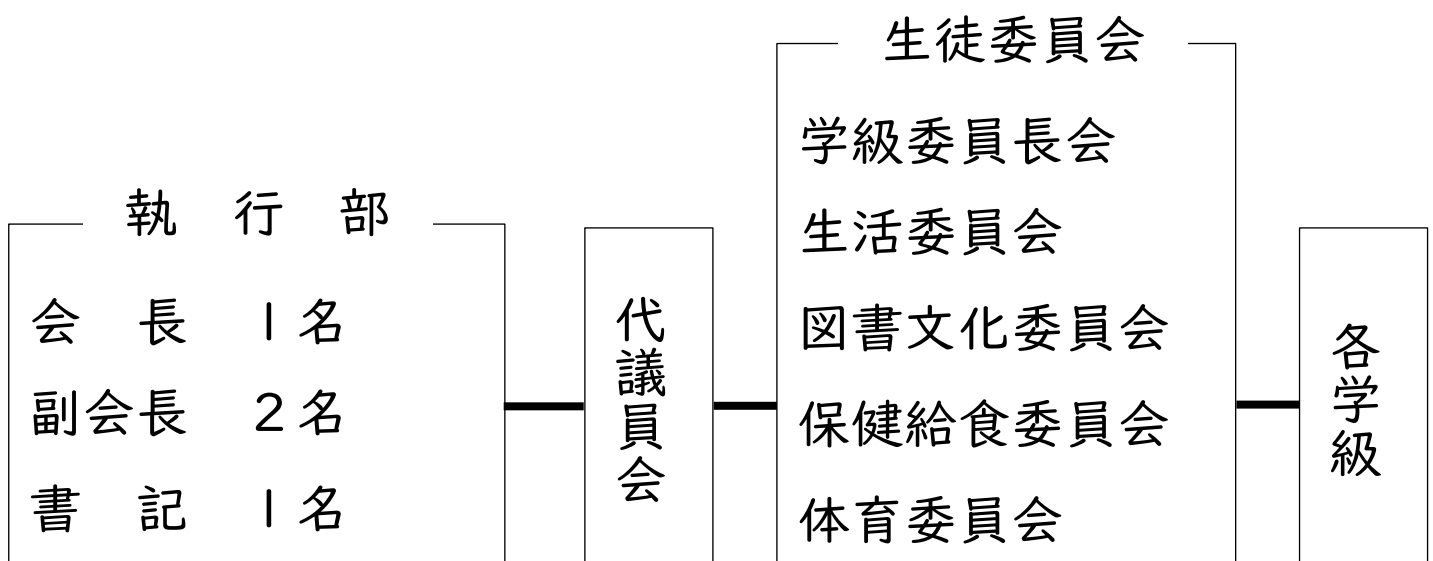 執　行　部
会　長　１名
副会長　２名
書　記　１名
代議員会
生徒委員会
学級委員長会
生活委員会
図書文化委員会
保健給食委員会
体育委員会
各学級